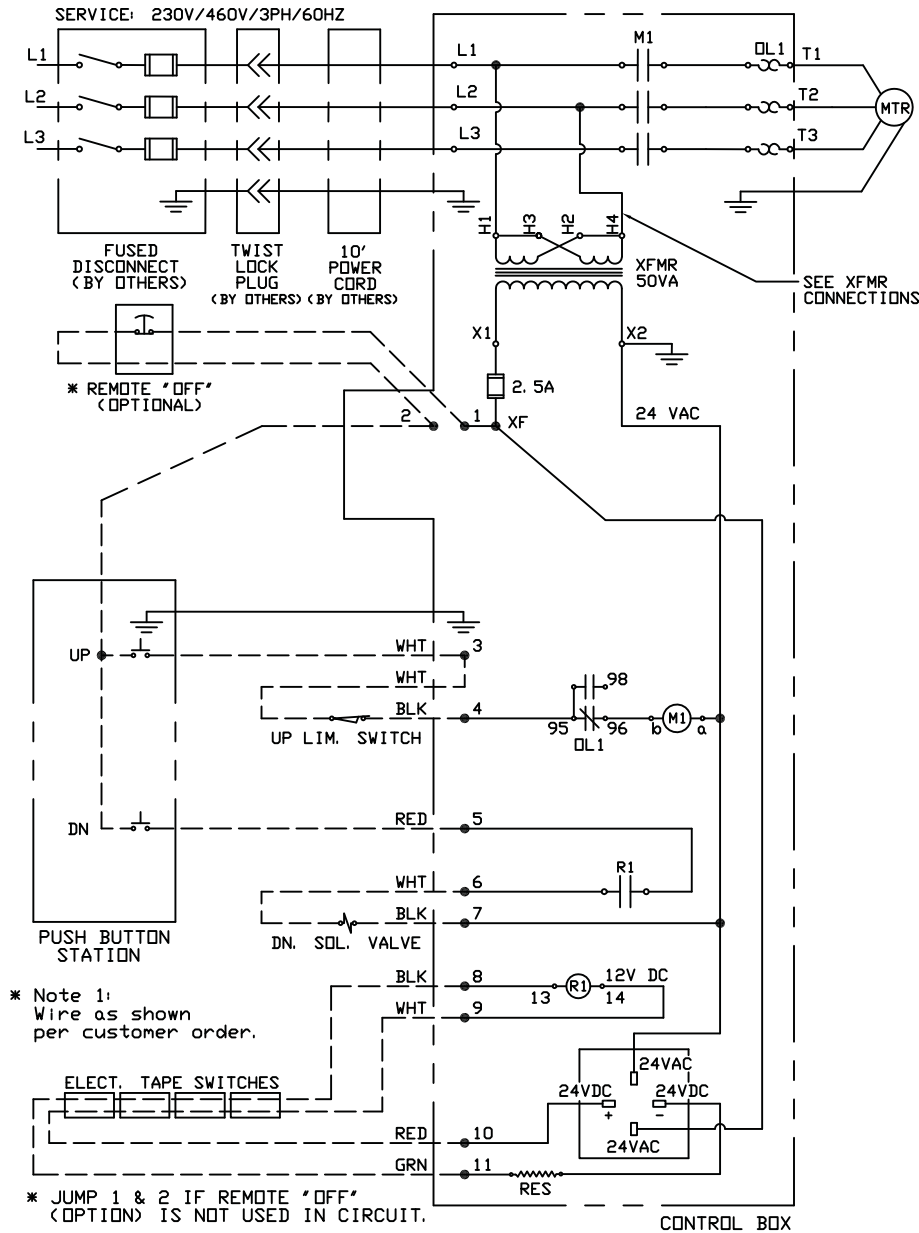 SERVICE: 230V/460V/3PH/60HZ
L1
L2
L3
L1
L2
L3
M1
OL1
T1
T2
T3
MTR
FUSED
DISCONNECT
(BY OTHERS)
TWIST
LOCK
PLUG
(BY OTHERS)
10'
POWER
CORD
(BY OTHERS)
H1
H3
H2
H4
XFMR
50VA
SEE XFMR
CONNECTIONS
X1
X2
2.5A
* REMOTE "OFF"
(OPTIONAL)
2
1
XF
24 VAC
UP
WHT
3
WHT
BLK
4
UP LIM. SWITCH
98
95
96
OL1
b
M1
a
DN
RED
5
WHT
6
R1
BLK
7
DN. SOL. VALVE
PUSH BUTTON
STATION
BLK
8
13
R1
12V DC
14
WHT
9
* Note 1:
Wire as shown
per customer order.
ELECT. TAPE SWITCHES
24VAC
24VDC
+
24VDC
-
24VAC
RED
10
GRN
11
RES
* JUMP 1 & 2 IF REMOTE "OFF"
(OPTION) IS NOT USED IN CIRCUIT.
CONTROL BOX